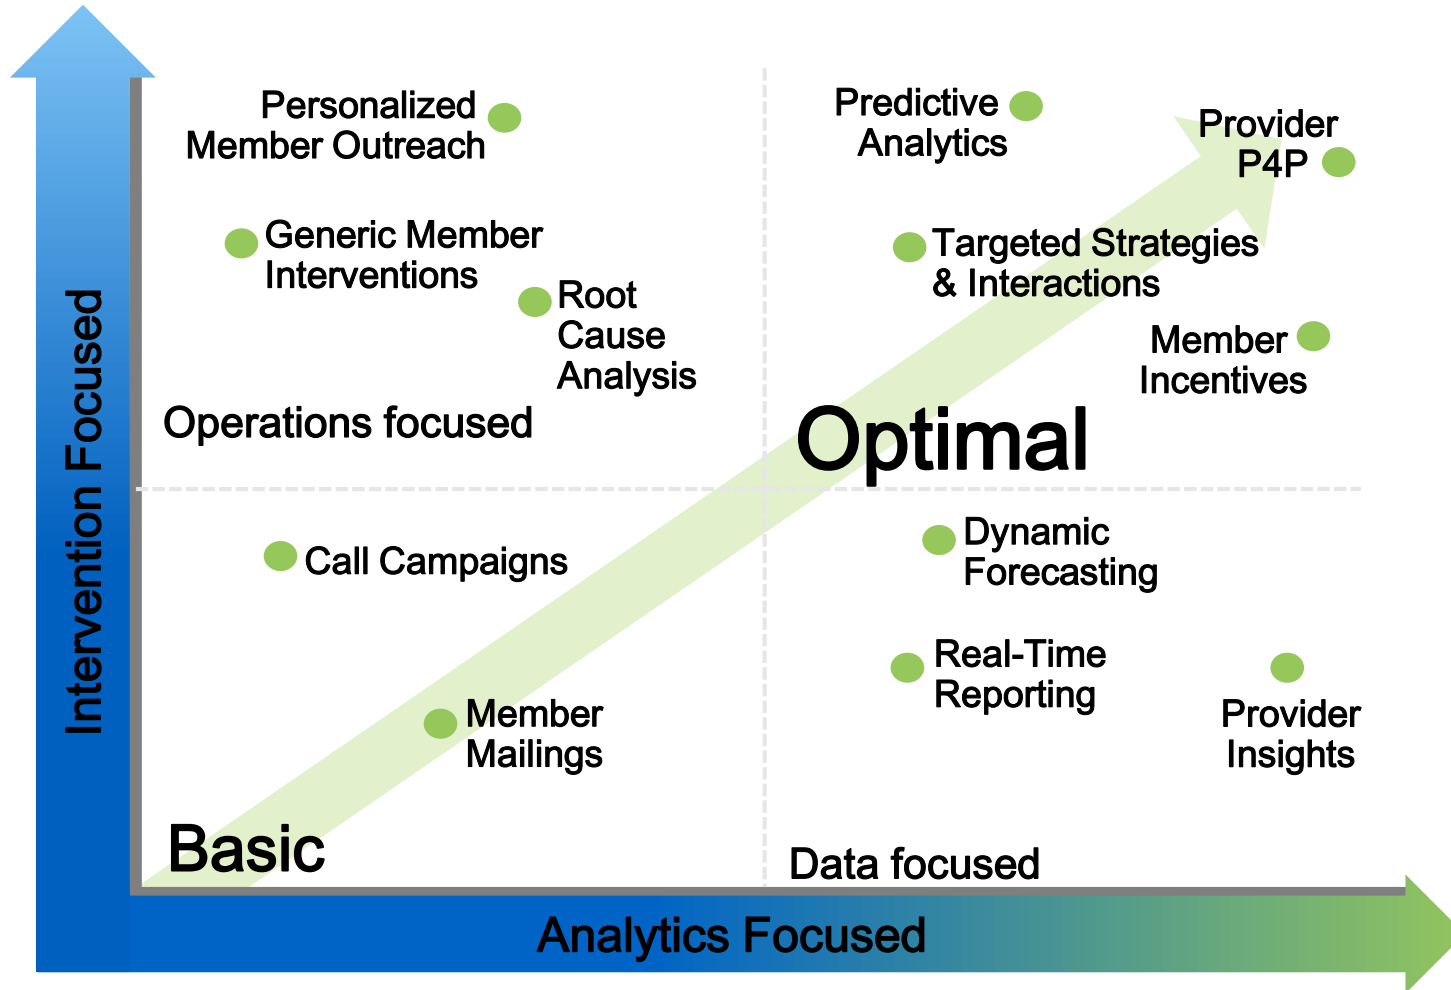 Personalized
Member Outreach
Generic Member
Interventions
Root
Cause
Analysis
Operations focused
Predictive
Analytics
Provider
P4P
Targeted Strategies
& Interactions
Member
Incentives
Optimal
Intervention Focused
Call Campaigns
Member
Mailings
Basic
Dynamic
Forecasting
Real-Time
Reporting
Provider
Insights
Data focused
Analytics Focused